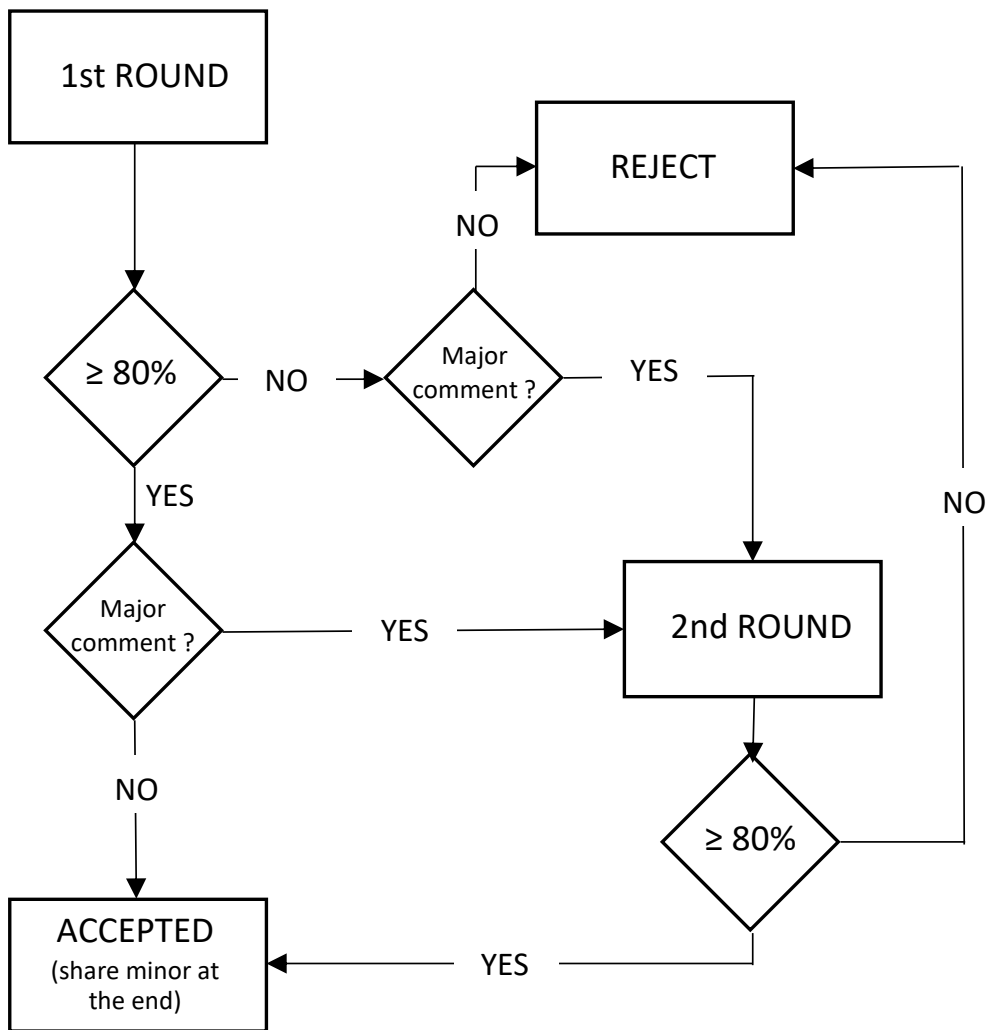 1st ROUND
REJECT
NO
≥ 80%
NO
Major
comment ?
YES
YES
NO
Major
comment ?
YES
2nd ROUND
NO
≥ 80%
ACCEPTED
(share minor at
the end)
YES